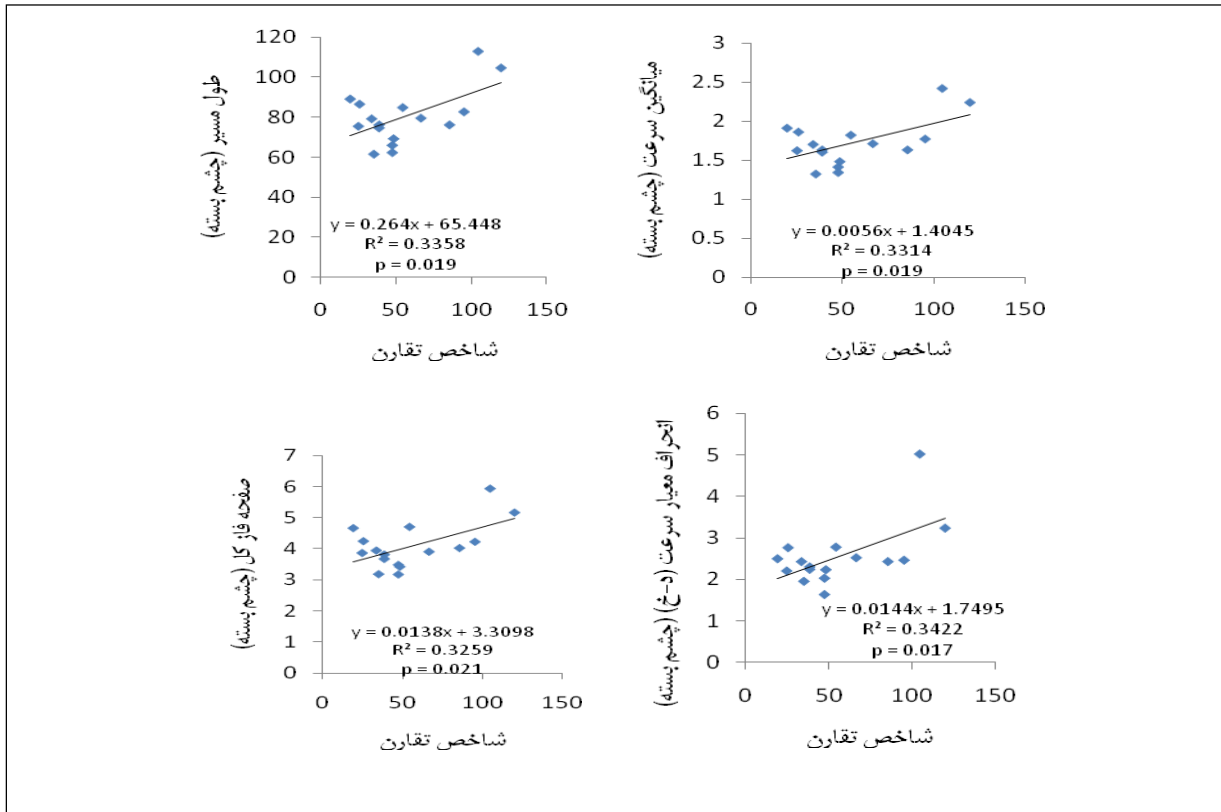 طول مسیر (چشم بسته)
120
100
80
60
40
20
0
y = 0.264x + 65.448
R² = 0.3358
p = 0.019
0 50 100 150
شاخص تقارن
میانگین سرعت (چشم بسته)
3
2.5
2
1.5
1
0.5
0
y = 0.0056x + 1.4045
R² = 0.3314
p = 0.019
0 50 100 150
شاخص تقارن
صفحه فاز کل (چشم بسته)
7
6
5
4
3
2
1
0
y = 0.0138x + 3.3098
R² = 0.3259
p = 0.021
0 50 100 150
شاخص تقارن
انحراف معیار سرعت (د-خ) (چشم بسته)
6
5
4
3
2
1
0
y = 0.0144x + 1.7495
R² = 0.3422
p = 0.017
0 50 100 150
شاخص تقارن